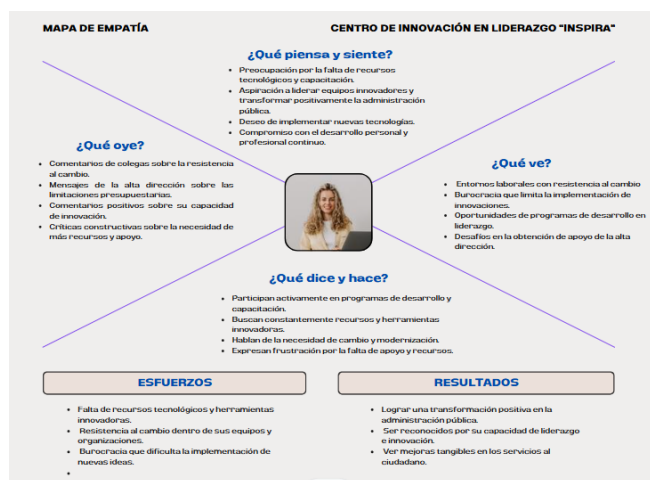 MAPA DE EMPATÍA
CENTRO DE INNOVACIÓN EN LIDERAZGO "INSPIRA"
¿Qué piensa y siente?
• Preocupación por la falta de recursos
tecnológicos y capacitación.
• Aspiración a liderar equipos innovadores y
transformar positivamente la administración
pública.
• Deseo de implementar nuevas tecnologías.
• Compromiso con el desarrollo personal y
profesional continuo.
¿Qué oye?
• Comentarios de colegas sobre la resistencia
al cambio.
• Mensajes de la alta dirección sobre las
limitaciones presupuestarias.
• Comentarios positivos sobre su capacidad
de innovación.
• Críticas constructivas sobre la necesidad de
más recursos y apoyo.
¿Qué ve?
• Entornos laborales con resistencia al cambio
• Burocracia que limita la implementación de
innovaciones.
• Oportunidades de programas de desarrollo en
liderazgo.
• Desafíos en la obtención de apoyo de la alta
dirección.
¿Qué dice y hace?
• Participan activamente en programas de desarrollo y
capacitación.
• Buscan constantemente recursos y herramientas
innovadoras.
• Hablan de la necesidad de cambio y modernización.
• Expresan frustración por la falta de apoyo y recursos.
ESFUERZOS
• Falta de recursos tecnológicos y herramientas
innovadoras.
• Resistencia al cambio dentro de sus equipos y
organizaciones.
• Burocracia que dificulta la implementación de
nuevas ideas.
•
RESULTADOS
• Lograr una transformación positiva en la
administración pública.
• Ser reconocidos por su capacidad de liderazgo
e innovación.
• Ver mejoras tangibles en los servicios al
ciudadano.